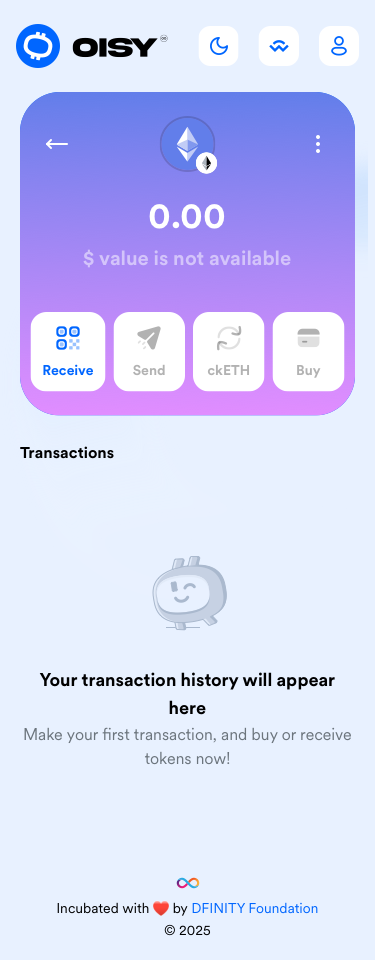 OISY
0.00
$ value is not available
Receive
Send
ckETH
Buy
Transactions
Your transaction history will appear
here
Make your first transaction, and buy or receive
tokens now!
Incubated with ❤️ by DFINITY Foundation
© 2025